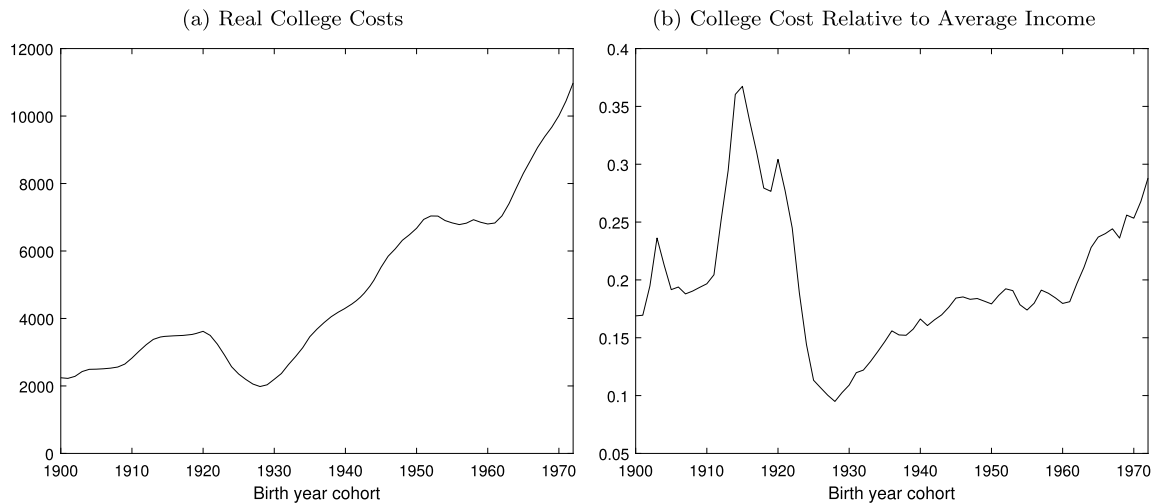 (a) Real College Costs
12000
10000
8000
6000
4000
2000
0
1900 1910 1920 1930 1940 1950 1960 1970
Birth year cohort
(b) College Cost Relative to Average Income
0.4
0.35
0.3
0.25
0.2
0.15
0.1
0.05
1900 1910 1920 1930 1940 1950 1960 1970
Birth year cohort